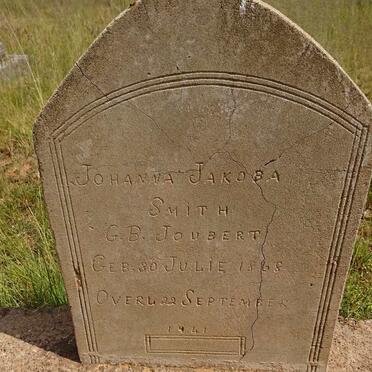 JOHANNA JAKOBA
SMITH
G.B. JOUBERT
GEB. 30 JULIE 1868
OVERL. 22 SEPTEMBER
1941